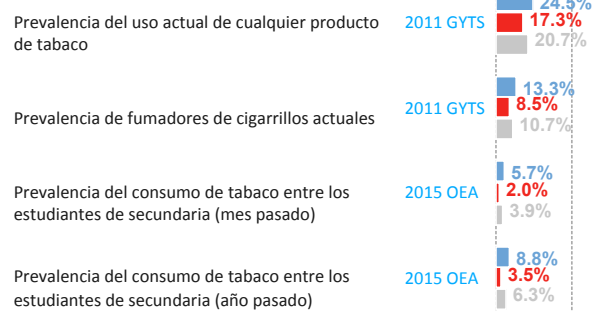 24.5%
Prevalencia del uso actual de cualquier producto 2011 GYTS 17.3%
de tabaco 20.7%
13.3%
Prevalencia de fumadores de cigarrillos actuales 2011 GYTS 8.5%
10.7%
5.7%
Prevalencia del consumo de tabaco entre los 2015 OEA 2.0%
estudiantes de secundaria (mes pasado) 3.9%
8.8%
Prevalencia del consumo de tabaco entre los 2015 OEA 3.5%
estudiantes de secundaria (año pasado) 6.3%